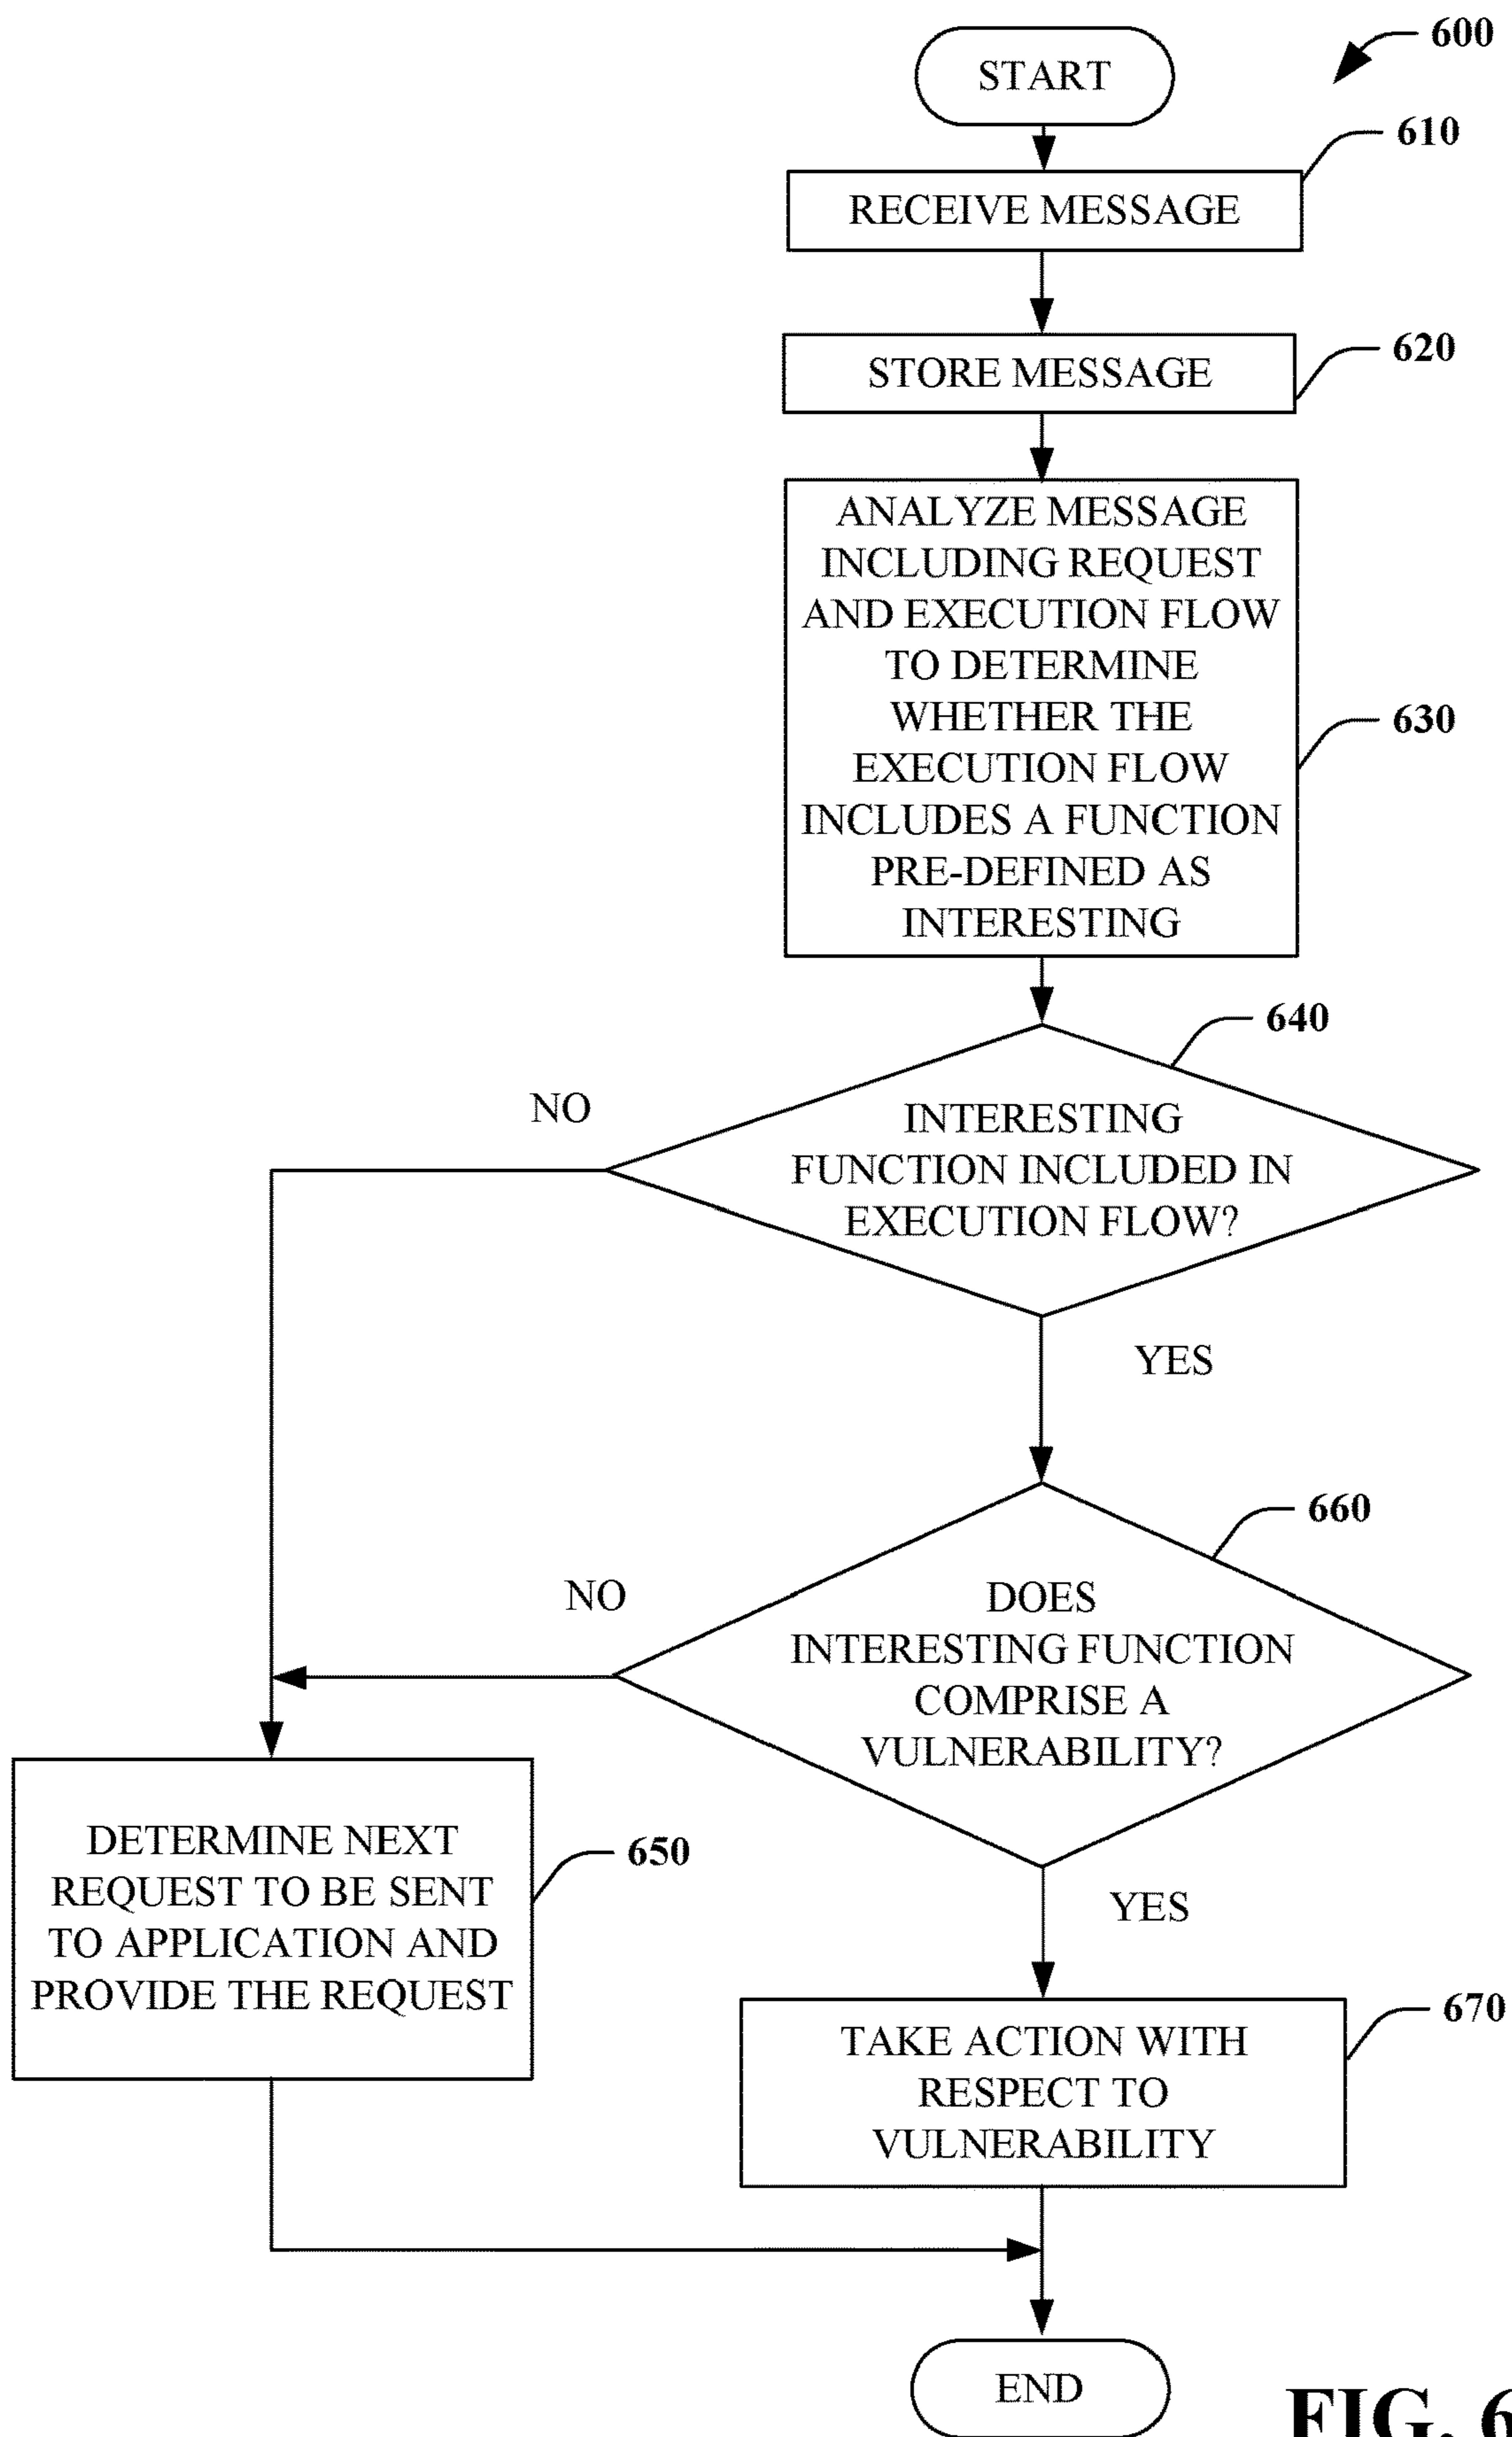 START
600
610
RECEIVE MESSAGE
620
STORE MESSAGE
ANALYZE MESSAGE
INCLUDING REQUEST
AND EXECUTION FLOW
TO DETERMINE
WHETHER THE
EXECUTION FLOW
INCLUDES A FUNCTION
PRE-DEFINED AS
INTERESTING
630
640
NO
INTERESTING
FUNCTION INCLUDED IN
EXECUTION FLOW?
YES
660
NO
DOES
INTERESTING FUNCTION
COMPRISE A
VULNERABILITY?
DETERMINE NEXT
REQUEST TO BE SENT
TO APPLICATION AND
PROVIDE THE REQUEST
650
YES
670
TAKE ACTION WITH
RESPECT TO
VULNERABILITY
END
FIG. 6